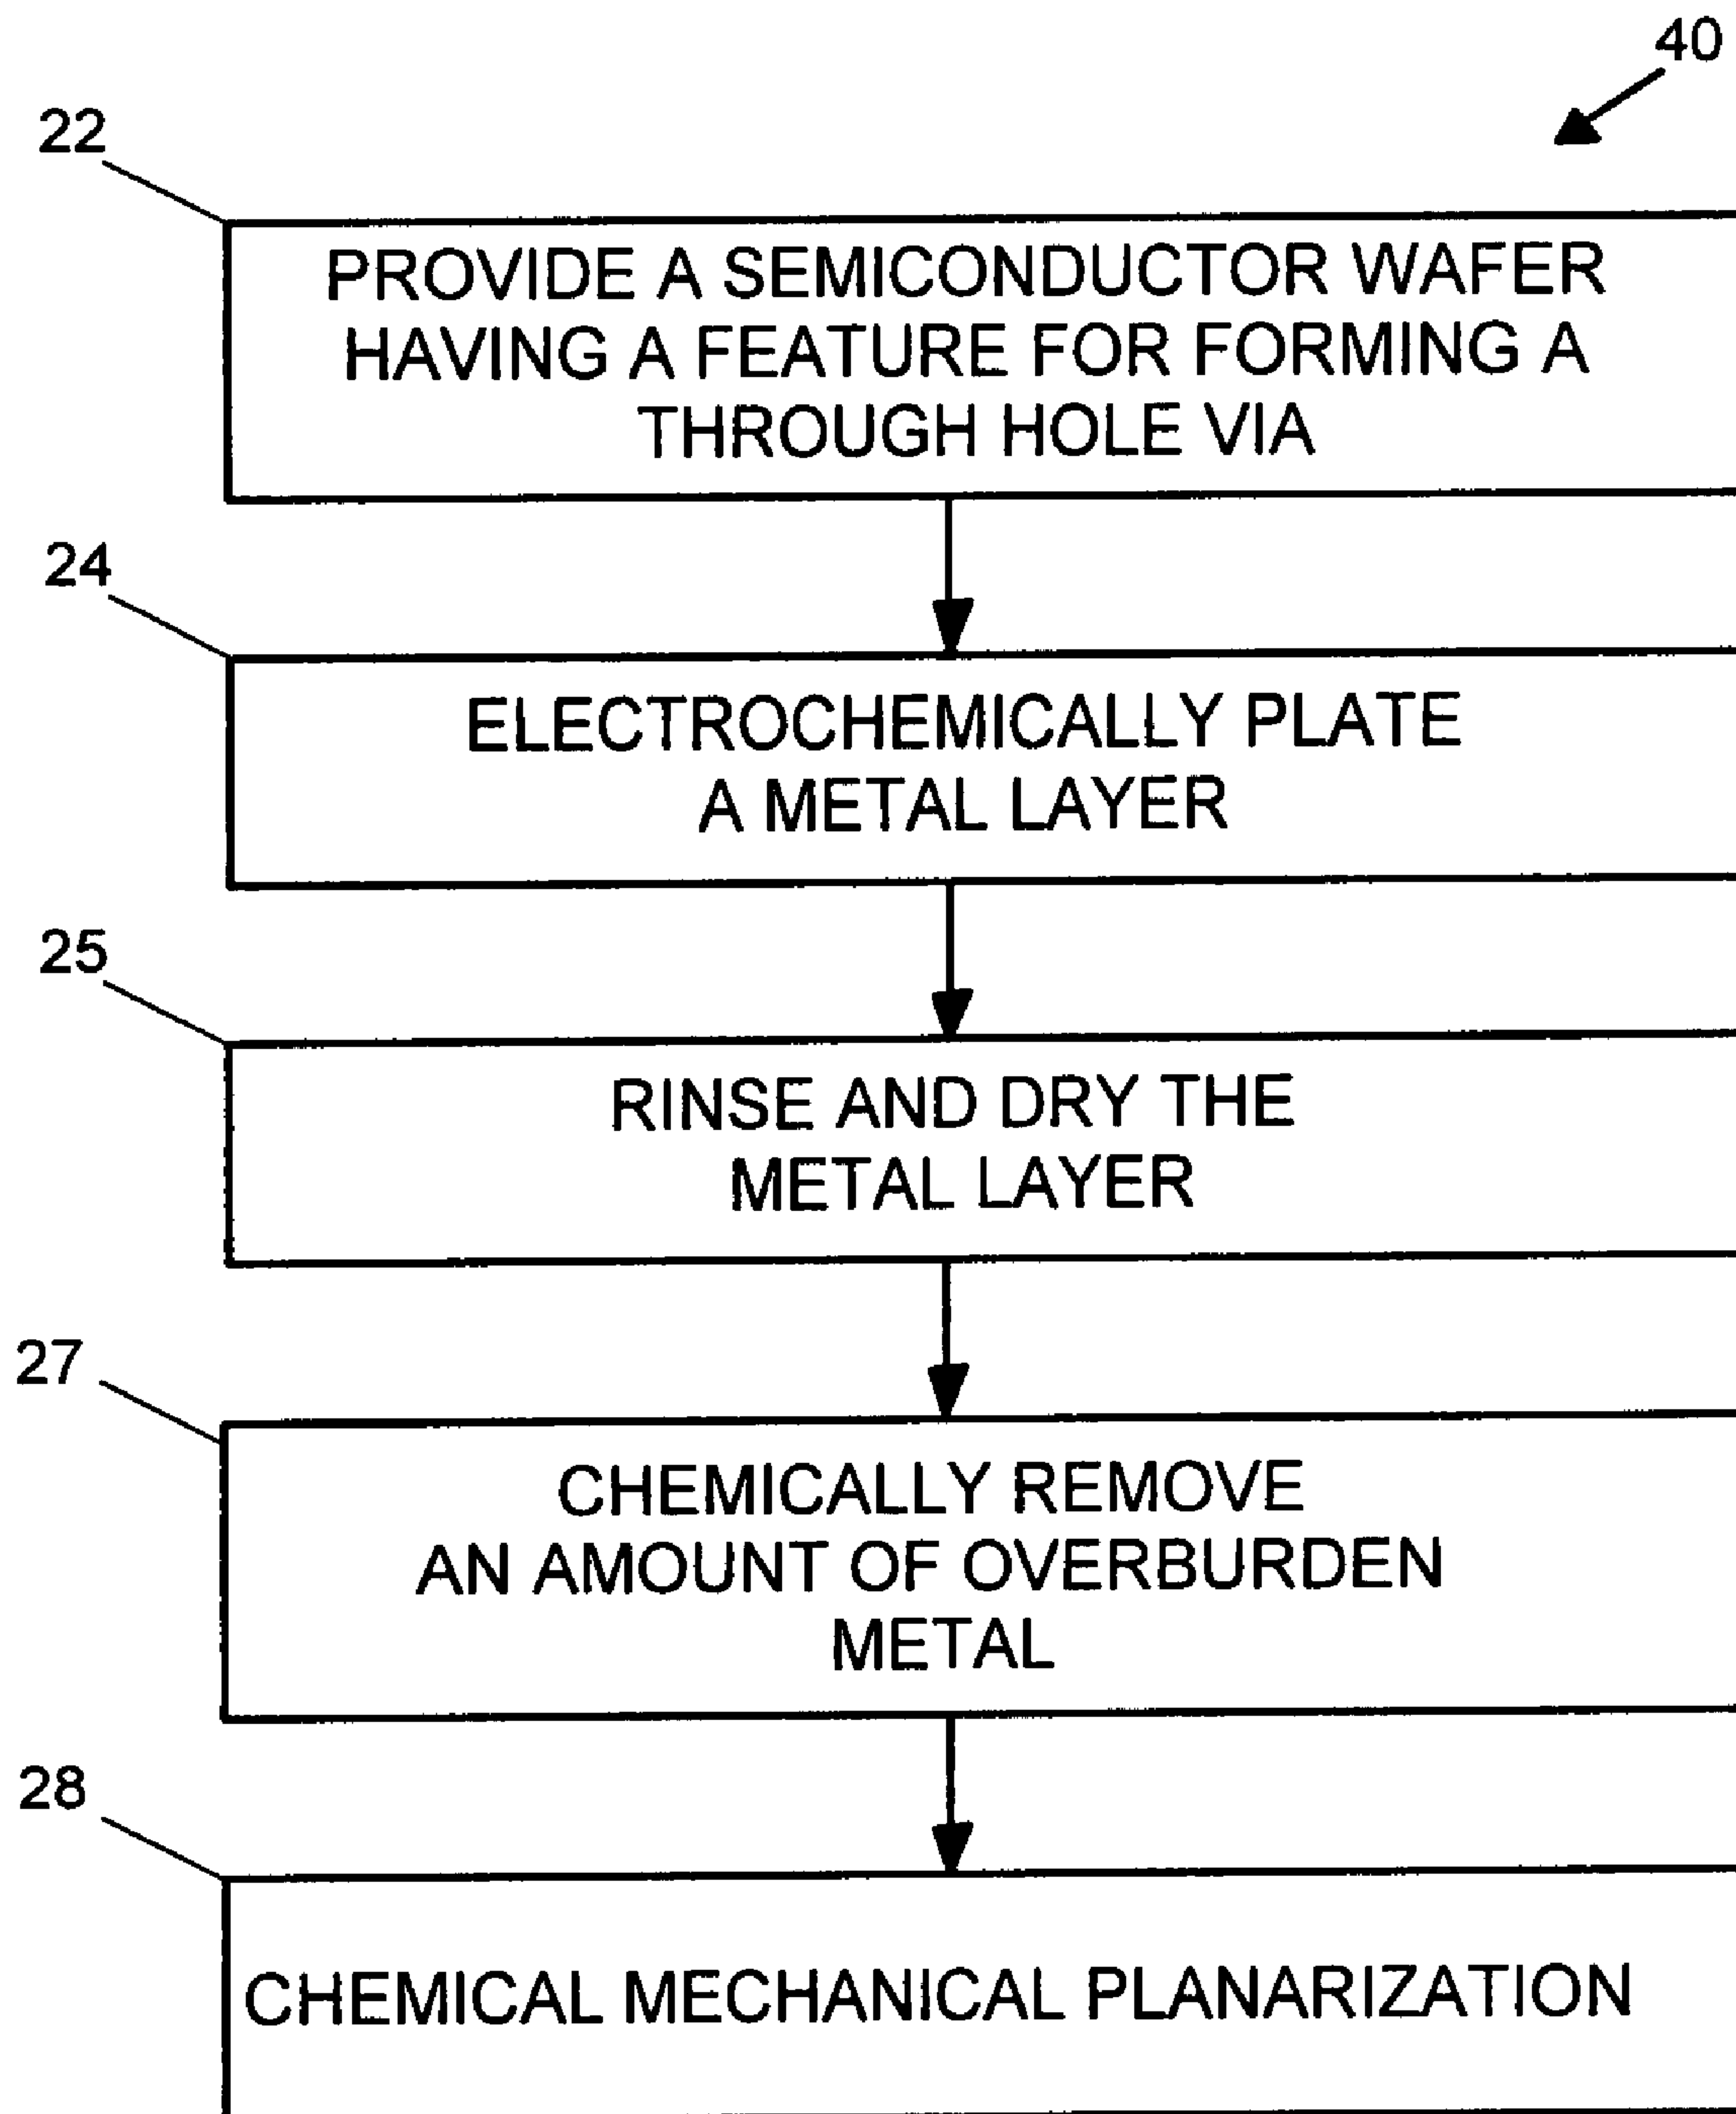 40
22
PROVIDE A SEMICONDUCTOR WAFER
HAVING A FEATURE FOR FORMING A
THROUGH HOLE VIA
24
ELECTROCHEMICALLY PLATE
A METAL LAYER
25
RINSE AND DRY THE
METAL LAYER
27
CHEMICALLY REMOVE
AN AMOUNT OF OVERBURDEN
METAL
28
CHEMICAL MECHANICAL PLANARIZATION